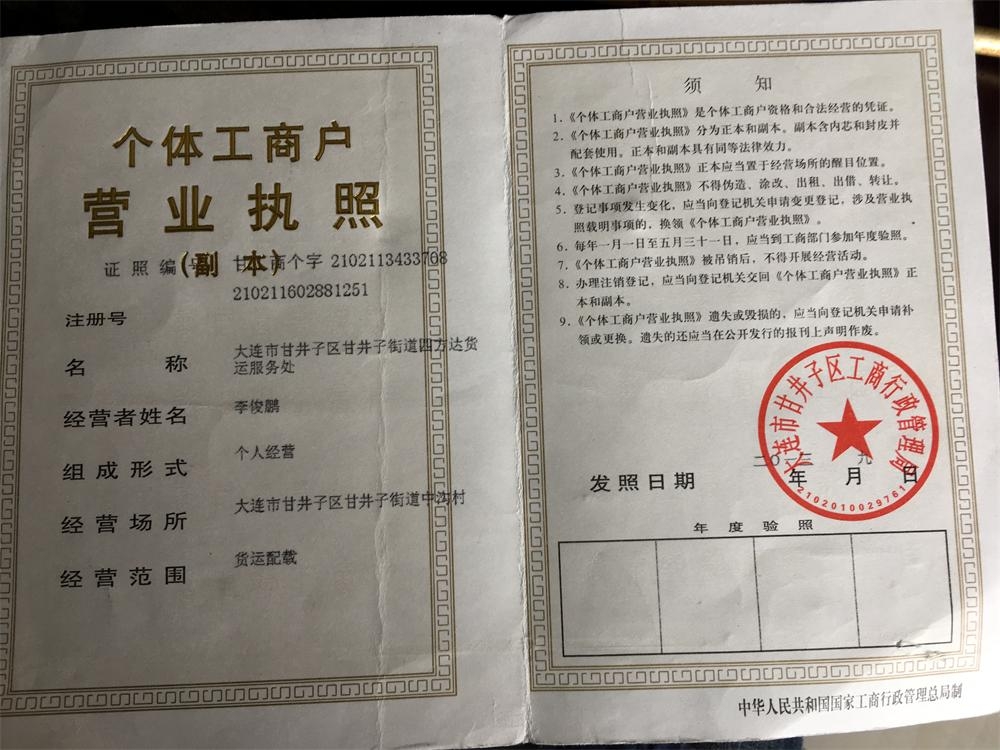 个体工商户
营业执照
(副 本)
证照编号 甘工商个字 2102113433708
210211602881251
注册号
名 称
大连市甘井子区甘井子街道四方达货
运服务处
经营者姓名
李俊鹏
组成形式
个人经营
经营场所
大连市甘井子区甘井子街道中沟村
经营范围
货运配载
须 知
1.《个体工商户营业执照》是个体工商户资格和合法经营的凭证。
2.《个体工商户营业执照》分为正本和副本。副本含内芯和封皮并
配套使用。正本和副本具有同等法律效力。
3.《个体工商户营业执照》正本应当置于经营场所的醒目位置。
4.《个体工商户营业执照》不得伪造、涂改、出租、出借、转让。
5. 登记事项发生变化,应当向登记机关申请变更登记,涉及营业执
照载明事项的,换领《个体工商户营业执照》。
6. 每年一月一日至五月三十一日,应当到工商部门参加年度验照。
7.《个体工商户营业执照》被吊销后,不得开展经营活动。
8. 办理注销登记,应当向登记机关交回《个体工商户营业执照》正
本和副本。
9.《个体工商户营业执照》遗失或毁损的,应当向登记机关申请补
领或更换。遗失的还应当在公开发行的报刊上声明作废。
大连市甘井子区工商行政管理局
2102010029761
二〇一二 九
发照日期 年 月 日
年度验照
中华人民共和国国家工商行政管理总局制